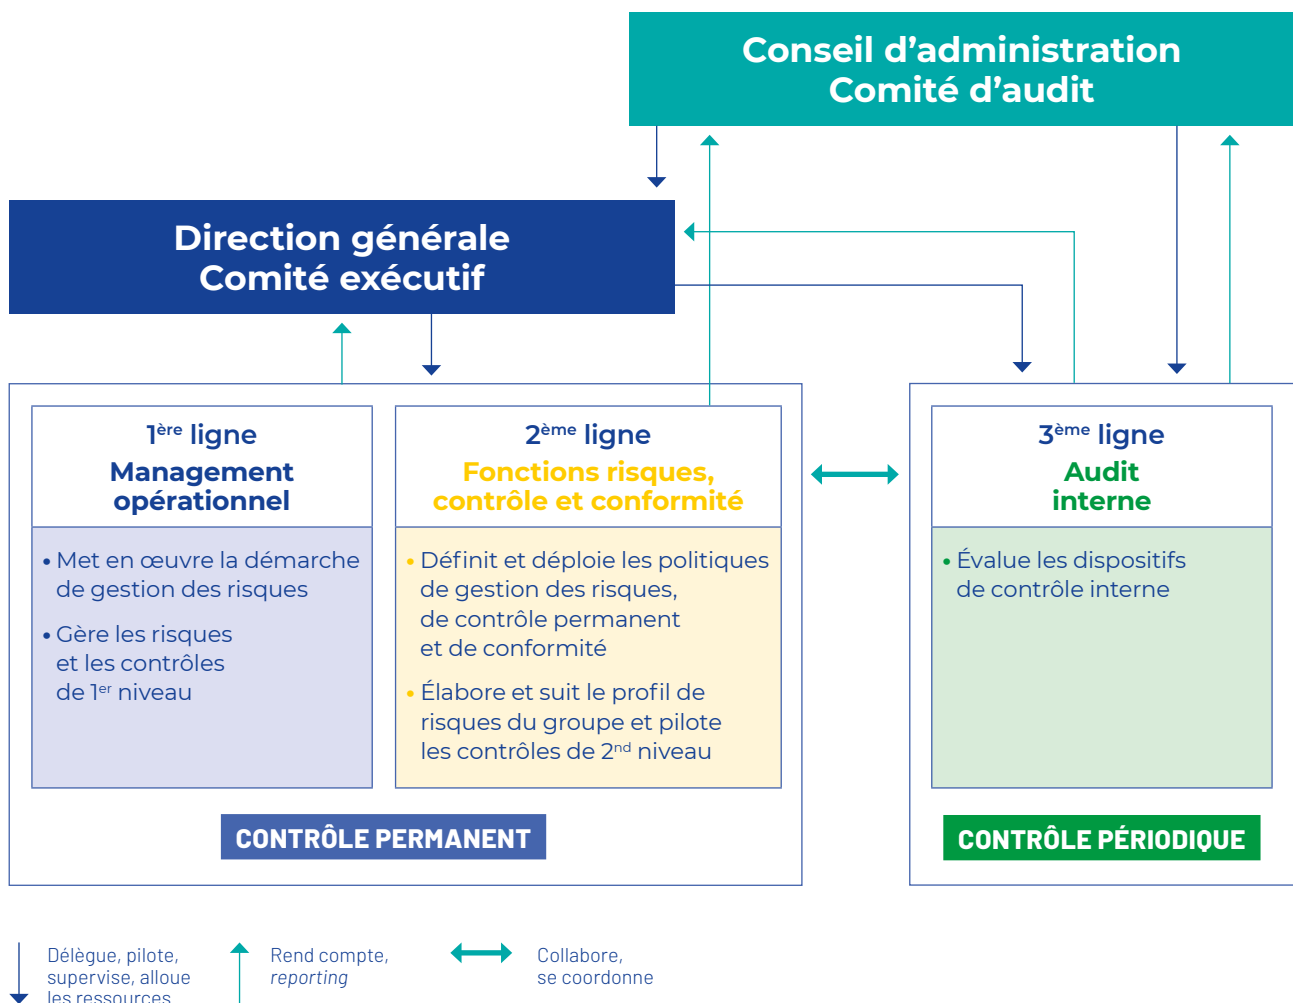 Conseil d’administration
Comité d’audit
Direction générale
Comité exécutif
1ère ligne
Management
opérationnel
• Met en œuvre la démarche
de gestion des risques
• Gère les risques
et les contrôles
de 1er niveau
2ème ligne
Fonctions risques,
contrôle et conformité
• Définit et déploie les politiques
de gestion des risques,
de contrôle permanent
et de conformité
• Élabore et suit le profil de
risques du groupe et pilote
les contrôles de 2nd niveau
CONTRÔLE PERMANENT
3ème ligne
Audit
interne
• Évalue les dispositifs
de contrôle interne
CONTRÔLE PÉRIODIQUE
Délègue, pilote,
supervise, alloue
les ressources
Rend compte,
reporting
Collabore,
se coordonne